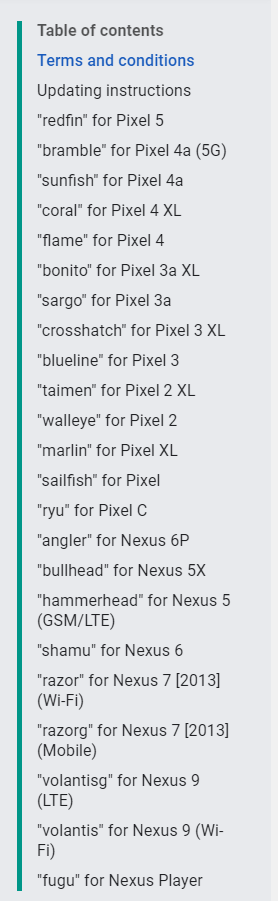 Table of contents
Terms and conditions
Updating instructions
"redfin" for Pixel 5
"bramble" for Pixel 4a (5G)
"sunfish" for Pixel 4a
"coral" for Pixel 4 XL
"flame" for Pixel 4
"bonito" for Pixel 3a XL
"sargo" for Pixel 3a
"crosshatch" for Pixel 3 XL
"blueline" for Pixel 3
"taimen" for Pixel 2 XL
"walleye" for Pixel 2
"marlin" for Pixel XL
"sailfish" for Pixel
"ryu" for Pixel C
"angler" for Nexus 6P
"bullhead" for Nexus 5X
"hammerhead" for Nexus 5
(GSM/LTE)
"shamu" for Nexus 6
"razor" for Nexus 7 [2013]
(Wi-Fi)
"razorg" for Nexus 7 [2013]
(Mobile)
"volantisg" for Nexus 9
(LTE)
"volantis" for Nexus 9 (Wi-
Fi)
"fugu" for Nexus Player